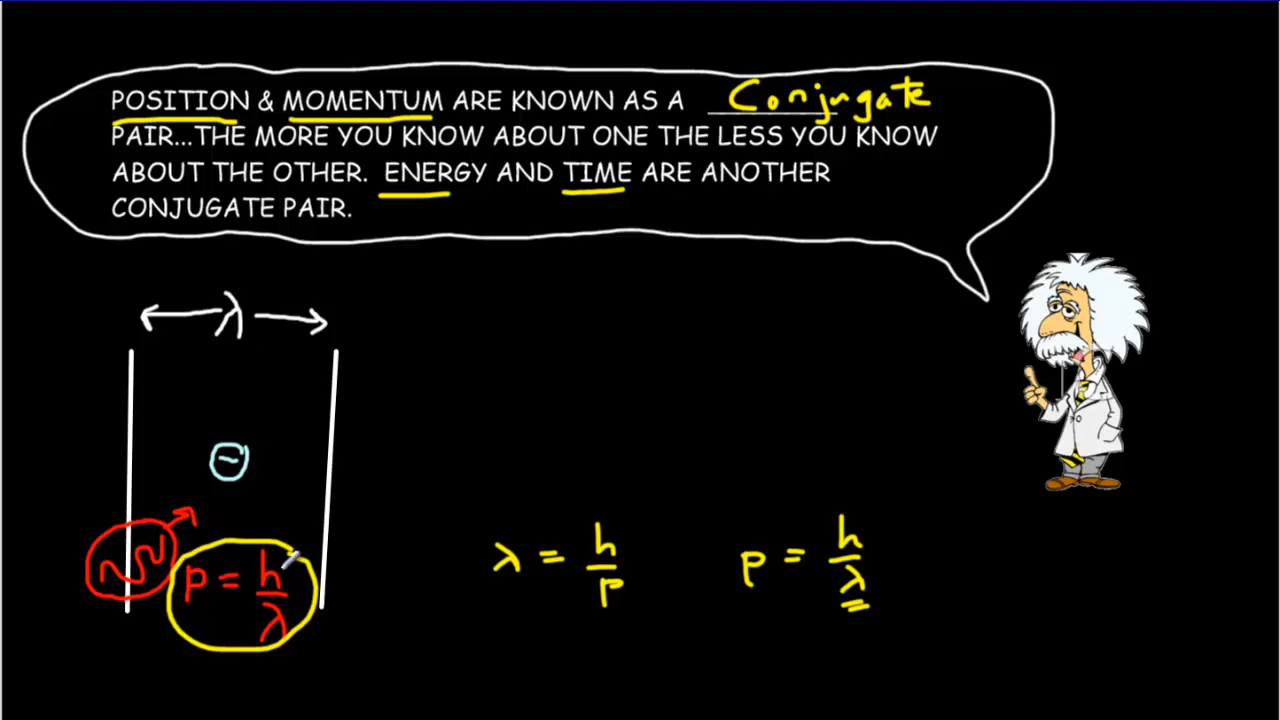 POSITION & MOMENTUM ARE KNOWN AS A Conjugate
PAIR...THE MORE YOU KNOW ABOUT ONE THE LESS YOU KNOW
ABOUT THE OTHER. ENERGY AND TIME ARE ANOTHER
CONJUGATE PAIR.
λ
−
p = h/λ
λ = h/p
p = h/λ